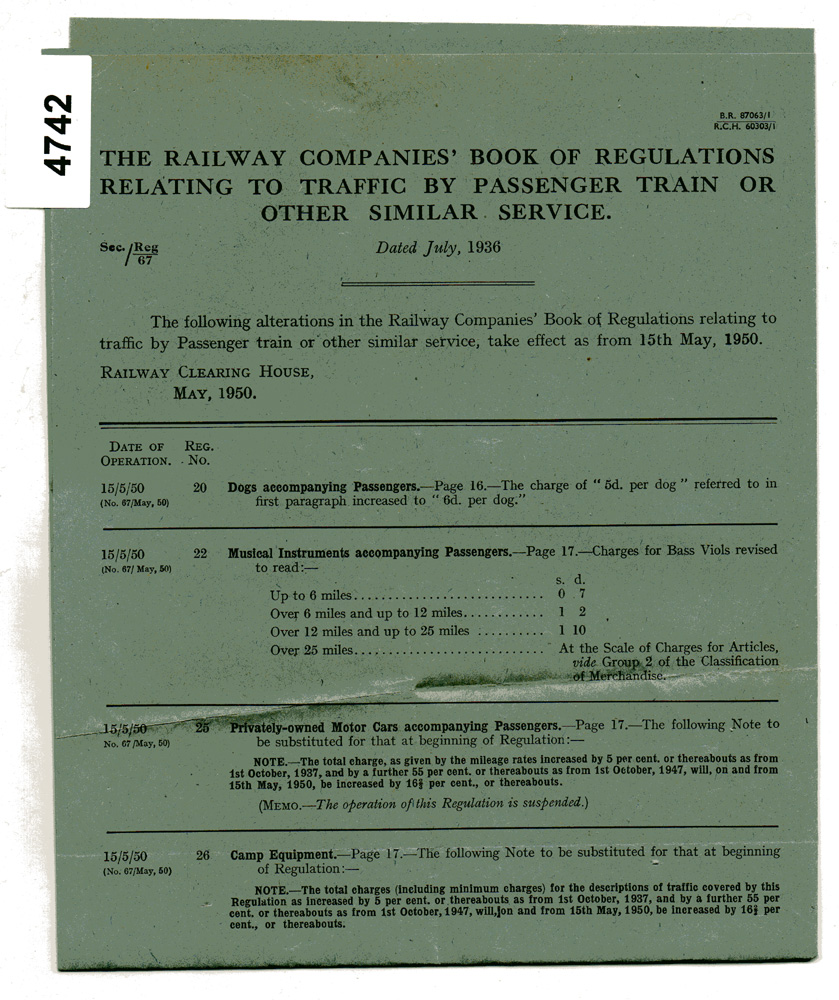 4742
B.R. 87063/1
R.C.H. 60303/1
THE RAILWAY COMPANIES' BOOK OF REGULATIONS
RELATING TO TRAFFIC BY PASSENGER TRAIN OR
OTHER SIMILAR SERVICE.
Sec./Reg
67
Dated July, 1936
The following alterations in the Railway Companies' Book of Regulations relating to
traffic by Passenger train or other similar service, take effect as from 15th May, 1950.
RAILWAY CLEARING HOUSE,
MAY, 1950.
DATE OF REG.
OPERATION. No.
15/5/50 20 Dogs accompanying Passengers.—Page 16.—The charge of "5d. per dog" referred to in
(No. 67/May, 50) first paragraph increased to "6d. per dog."
15/5/50 22 Musical Instruments accompanying Passengers.—Page 17.—Charges for Bass Viols revised
(No. 67/ May, 50) to read:—
s. d.
Up to 6 miles........................... 0 7
Over 6 miles and up to 12 miles............ 1 2
Over 12 miles and up to 25 miles .......... 1 10
Over 25 miles........................... At the Scale of Charges for Articles,
vide Group 2 of the Classification
of Merchandise.
15/5/50 25 Privately-owned Motor Cars accompanying Passengers.—Page 17.—The following Note to
(No. 67/May, 50) be substituted for that at beginning of Regulation:—
NOTE.—The total charge, as given by the mileage rates increased by 5 per cent. or thereabouts as from
1st October, 1937, and by a further 55 per cent. or thereabouts as from 1st October, 1947, will, on and from
15th May, 1950, be increased by 16⅔ per cent., or thereabouts.
(MEMO.—The operation of this Regulation is suspended.)
15/5/50 26 Camp Equipment.—Page 17.—The following Note to be substituted for that at beginning
(No. 67/May, 50) of Regulation:—
NOTE.—The total charges (including minimum charges) for the descriptions of traffic covered by this
Regulation as increased by 5 per cent. or thereabouts as from 1st October, 1937, and by a further 55 per
cent. or thereabouts as from 1st October, 1947, will, on and from 15th May, 1950, be increased by 16⅔ per
cent., or thereabouts.